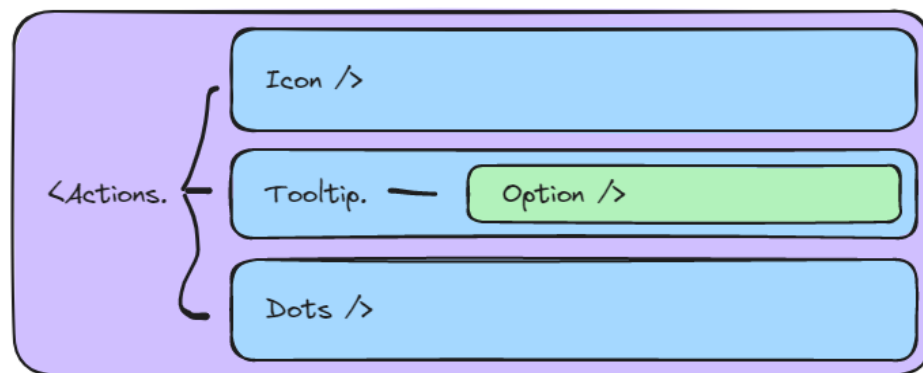 Icon />
<Actions. Tooltip. Option />
Dots />